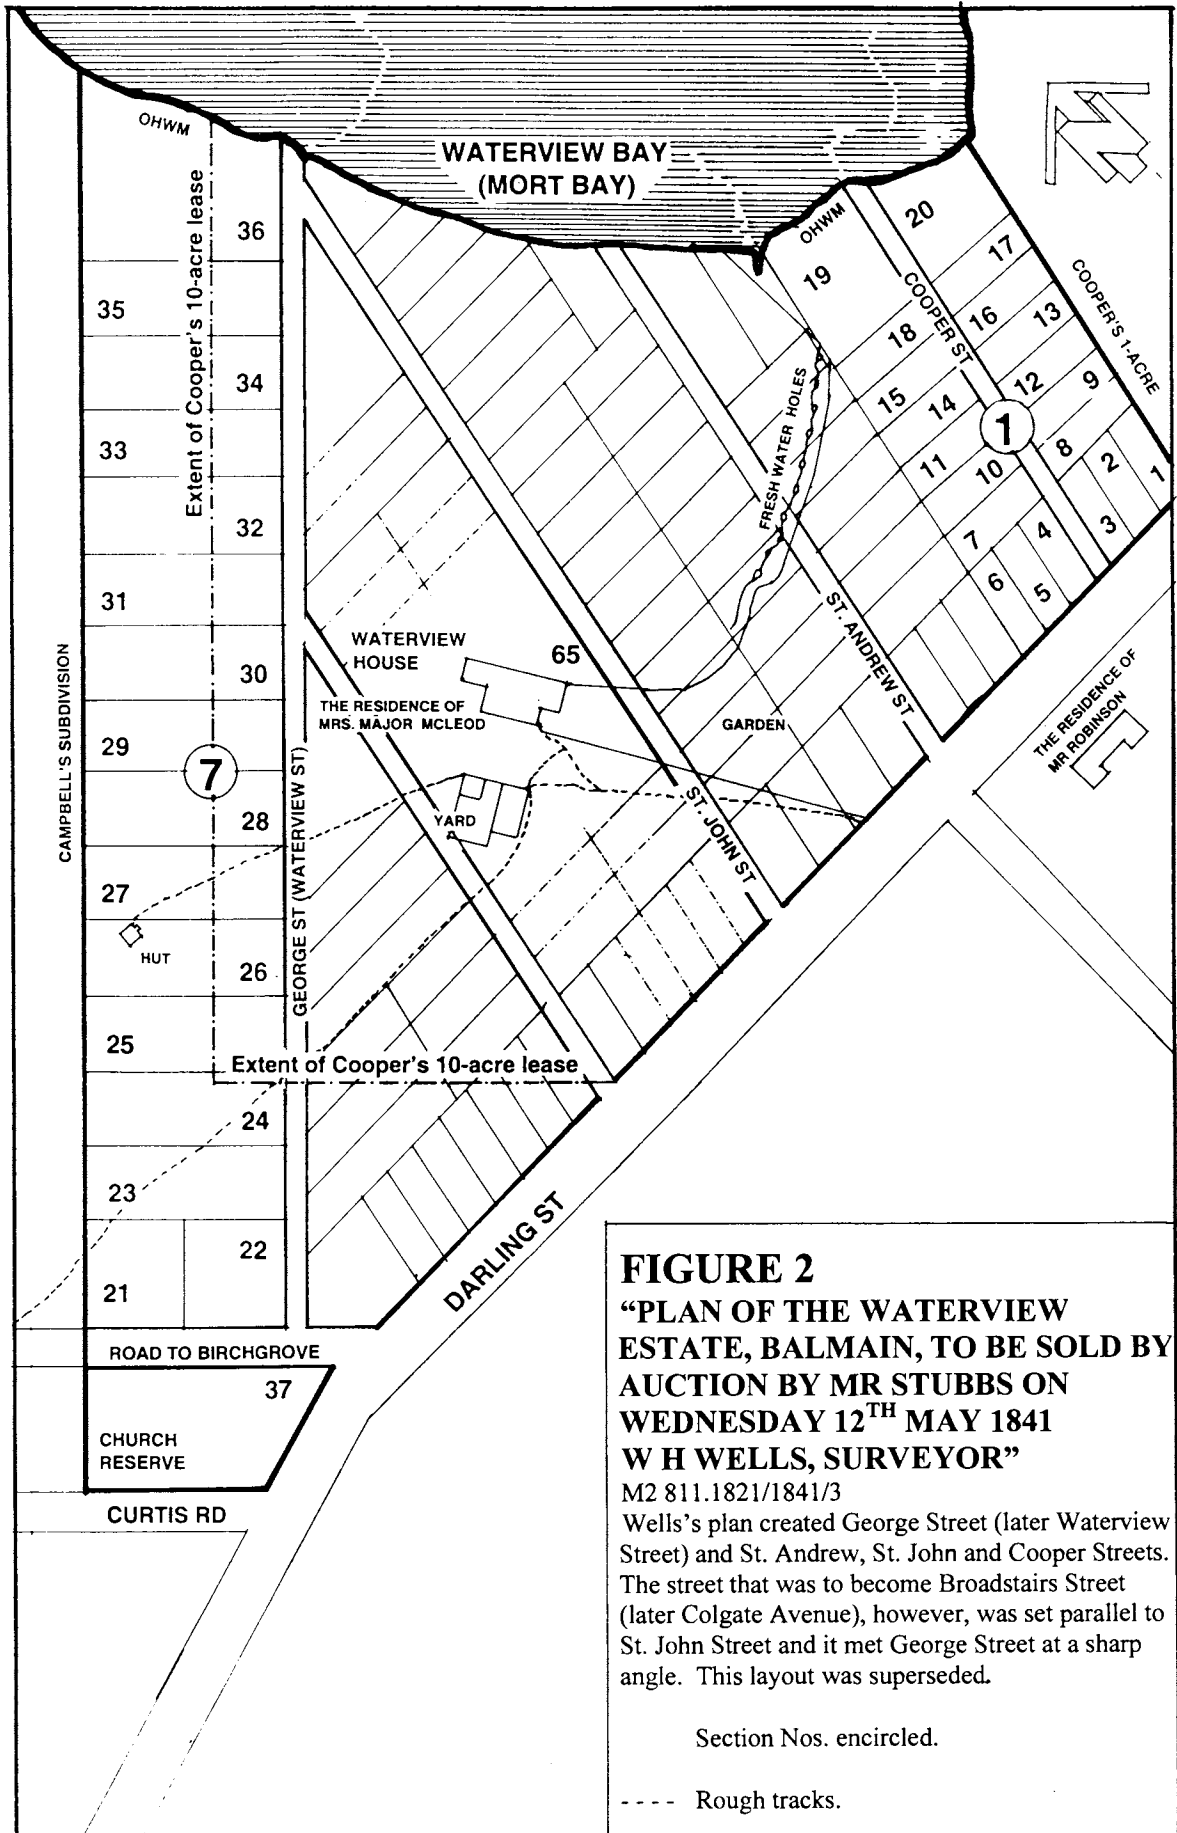 OHWM
WATERVIEW BAY
(MORT BAY)
OHWM
Extent of Cooper's 10-acre lease
36
35
34
33
32
31
30
29
7
28
27
HUT
26
25
24
23
22
21
CAMPBELL'S SUBDIVISION
GEORGE ST (WATERVIEW ST)
20
19
17
COOPER ST
18
16
13
COOPER'S 1-ACRE
15
14
12
9
1
11
10
8
2
1
7
4
3
6
5
FRESH WATER HOLES
ST. ANDREW ST
WATERVIEW
HOUSE
65
THE RESIDENCE OF
MRS. MAJOR MCLEOD
GARDEN
THE RESIDENCE OF
MR ROBINSON
YARD
ST. JOHN ST
Extent of Cooper's 10-acre lease
DARLING ST
ROAD TO BIRCHGROVE
37
CHURCH
RESERVE
CURTIS RD
FIGURE 2
“PLAN OF THE WATERVIEW
ESTATE, BALMAIN, TO BE SOLD BY
AUCTION BY MR STUBBS ON
WEDNESDAY 12TH MAY 1841
W H WELLS, SURVEYOR”
M2 811.1821/1841/3
Wells's plan created George Street (later Waterview
Street) and St. Andrew, St. John and Cooper Streets.
The street that was to become Broadstairs Street
(later Colgate Avenue), however, was set parallel to
St. John Street and it met George Street at a sharp
angle. This layout was superseded.
Section Nos. encircled.
- - - - Rough tracks.